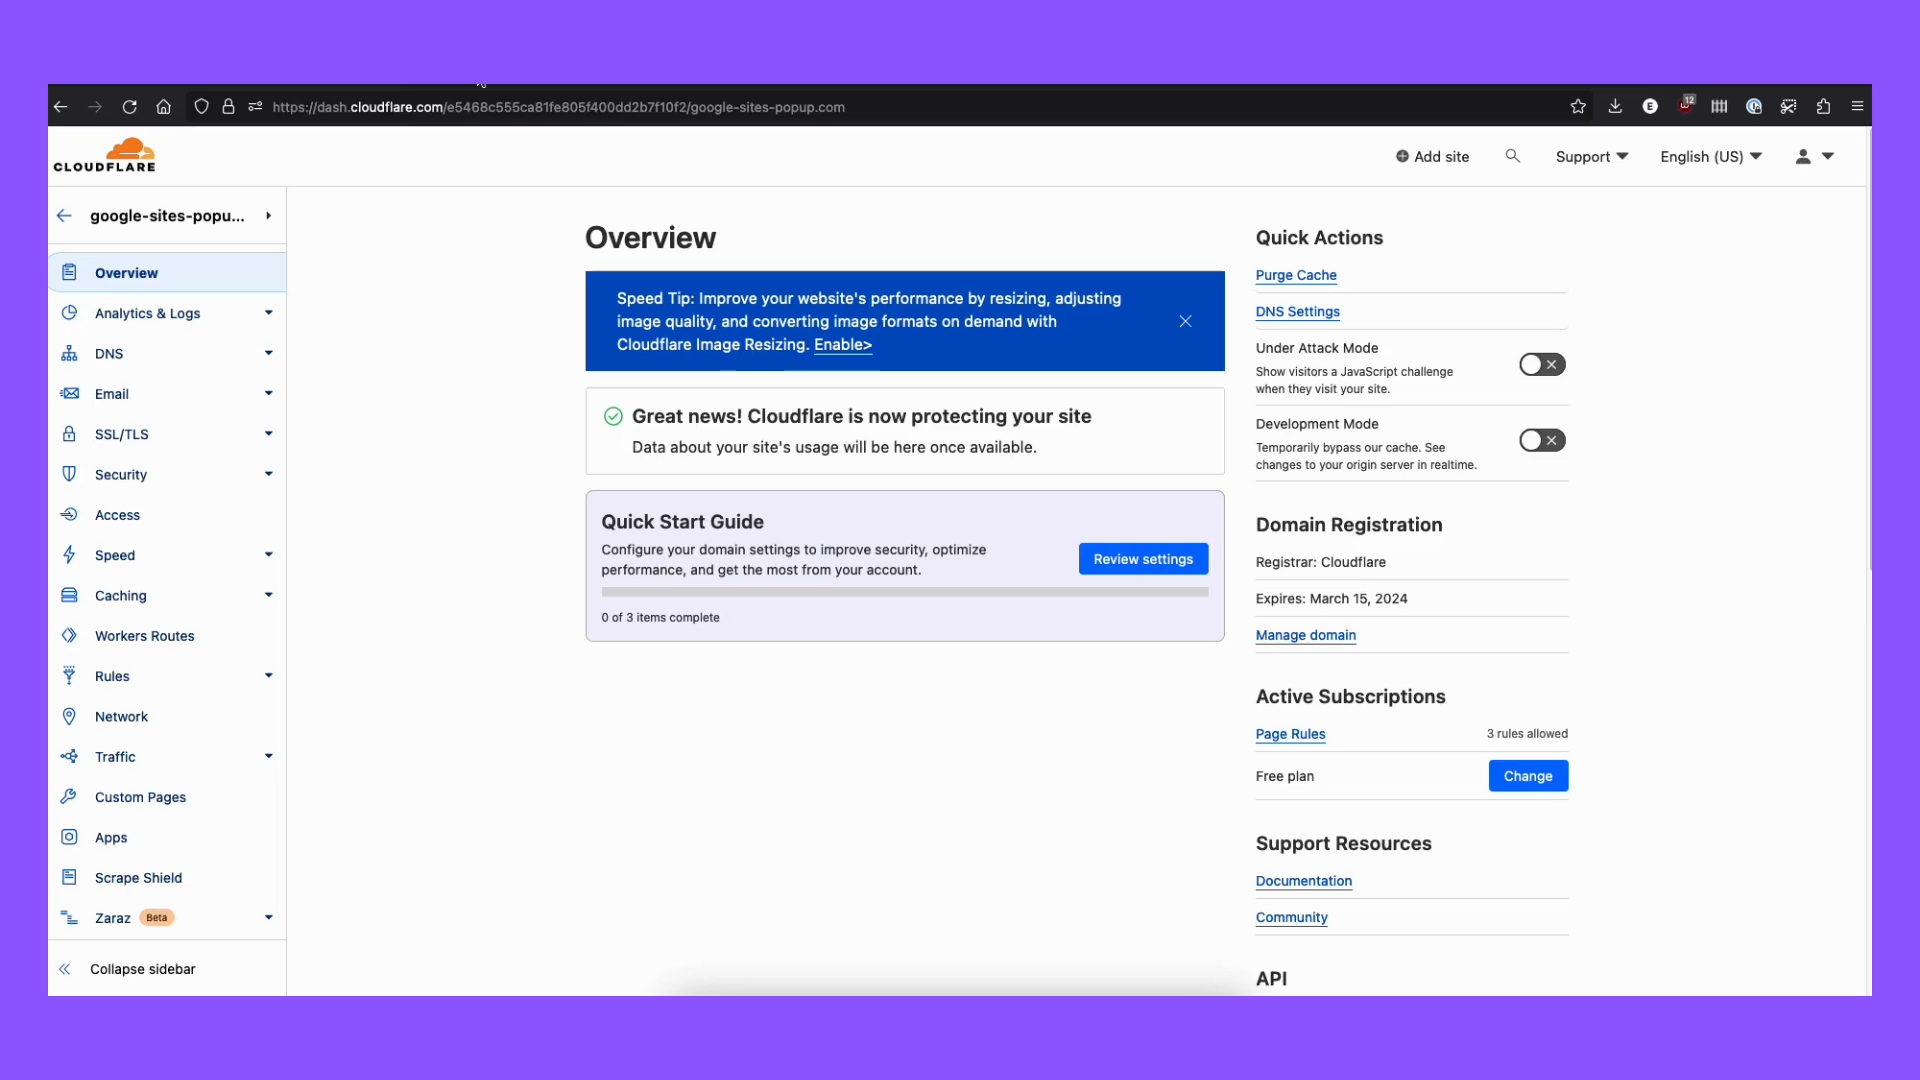 https://dash.cloudflare.com/e5468c555ca81fe805f400dd2b7f10f2/google-sites-popup.com
E
12
CLOUDFLARE
Add site
Support
English (US)
google-sites-popu...
Overview
Analytics & Logs
DNS
Email
SSL/TLS
Security
Access
Speed
Caching
Workers Routes
Rules
Network
Traffic
Custom Pages
Apps
Scrape Shield
Zaraz Beta
Collapse sidebar
Overview
Speed Tip: Improve your website's performance by resizing, adjusting
image quality, and converting image formats on demand with
Cloudflare Image Resizing. Enable>
Great news! Cloudflare is now protecting your site
Data about your site's usage will be here once available.
Quick Start Guide
Configure your domain settings to improve security, optimize
performance, and get the most from your account.
Review settings
0 of 3 items complete
Quick Actions
Purge Cache
DNS Settings
Under Attack Mode
Show visitors a JavaScript challenge
when they visit your site.
Development Mode
Temporarily bypass our cache. See
changes to your origin server in realtime.
Domain Registration
Registrar: Cloudflare
Expires: March 15, 2024
Manage domain
Active Subscriptions
Page Rules
3 rules allowed
Free plan
Change
Support Resources
Documentation
Community
API